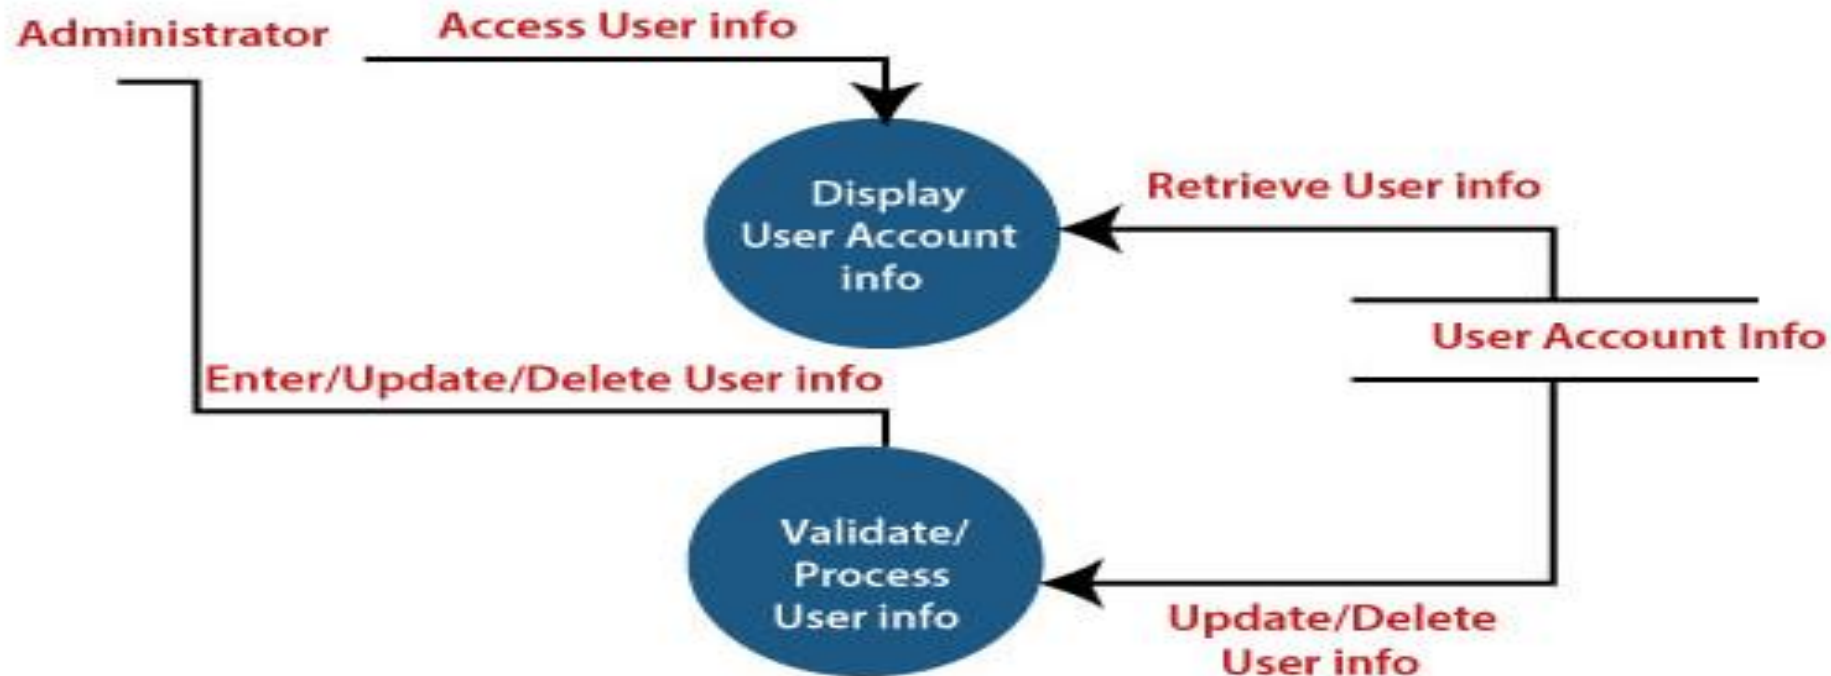 Administrator
Access User info
Display
User Account
info
Retrieve User info
User Account Info
Enter/Update/Delete User info
Validate/
Process
User info
Update/Delete
User info